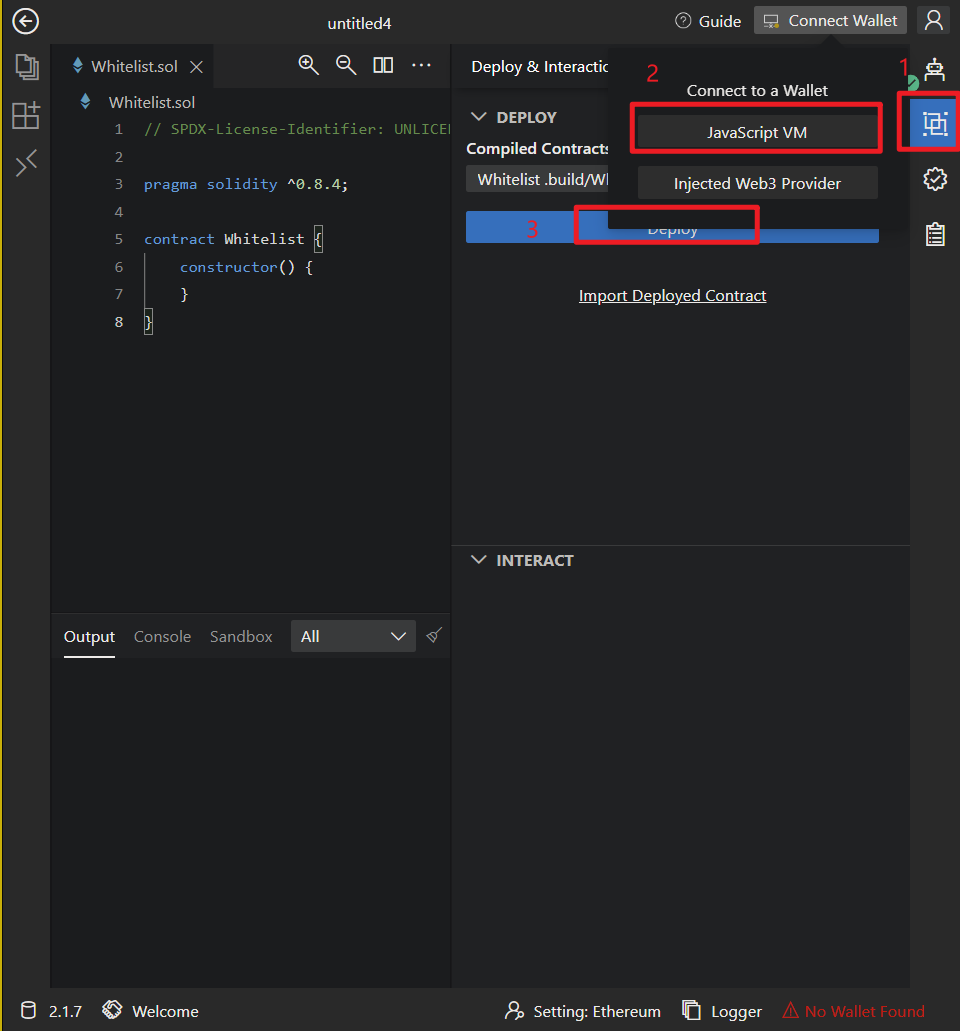 untitled4
Guide
Connect Wallet
Whitelist.sol
Deploy & Interactio
1
2
Connect to a Wallet
Whitelist.sol
DEPLOY
JavaScript VM
1 // SPDX-License-Identifier: UNLICE
2
Compiled Contracts
3 pragma solidity ^0.8.4;
Whitelist .build/Wh
Injected Web3 Provider
4
5 contract Whitelist {
3
Deploy
6 constructor() {
7 }
Import Deployed Contract
8 }
INTERACT
Output Console Sandbox All
2.1.7 Welcome
Setting: Ethereum Logger No Wallet Found